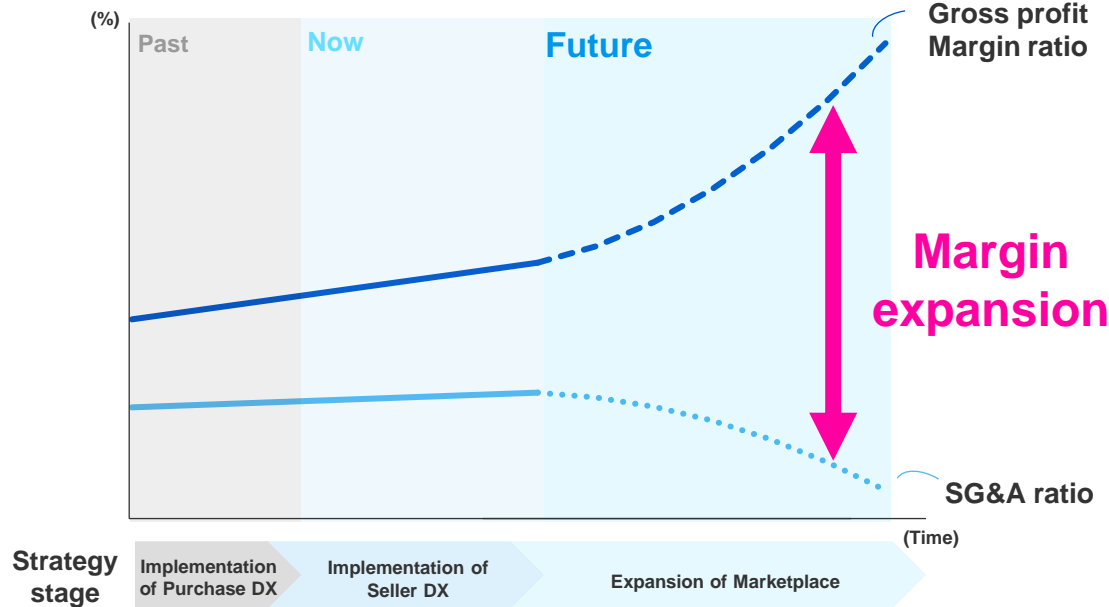 (%)
Past
Now
Future
Gross profit
Margin ratio
Margin
expansion
SG&A ratio
(Time)
Strategy
stage
Implementation
of Purchase DX
Implementation of
Seller DX
Expansion of Marketplace